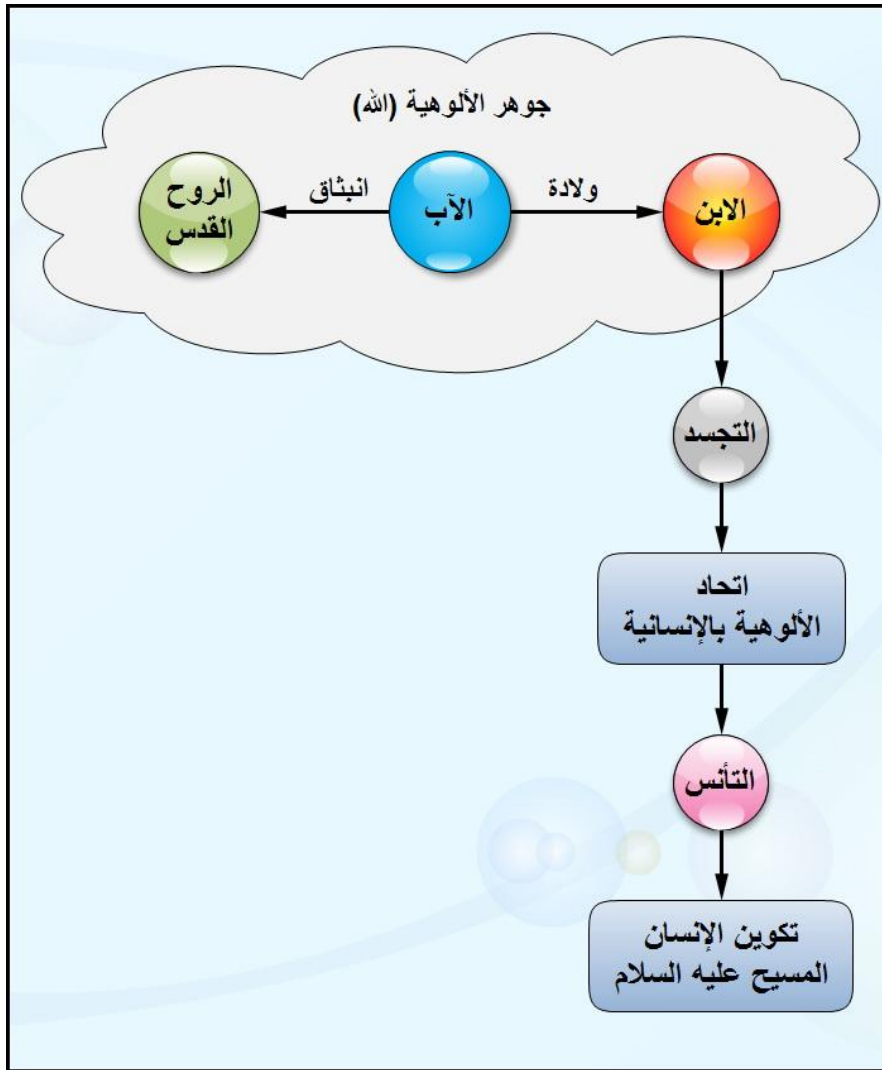 جوهر الألوهية (الله)
ولادة
انبثاق
الابن
الآب
الروح
القدس
التجسد
اتحاد
الألوهية بالإنسانية
التأنس
تكوين الإنسان
المسيح عليه السلام